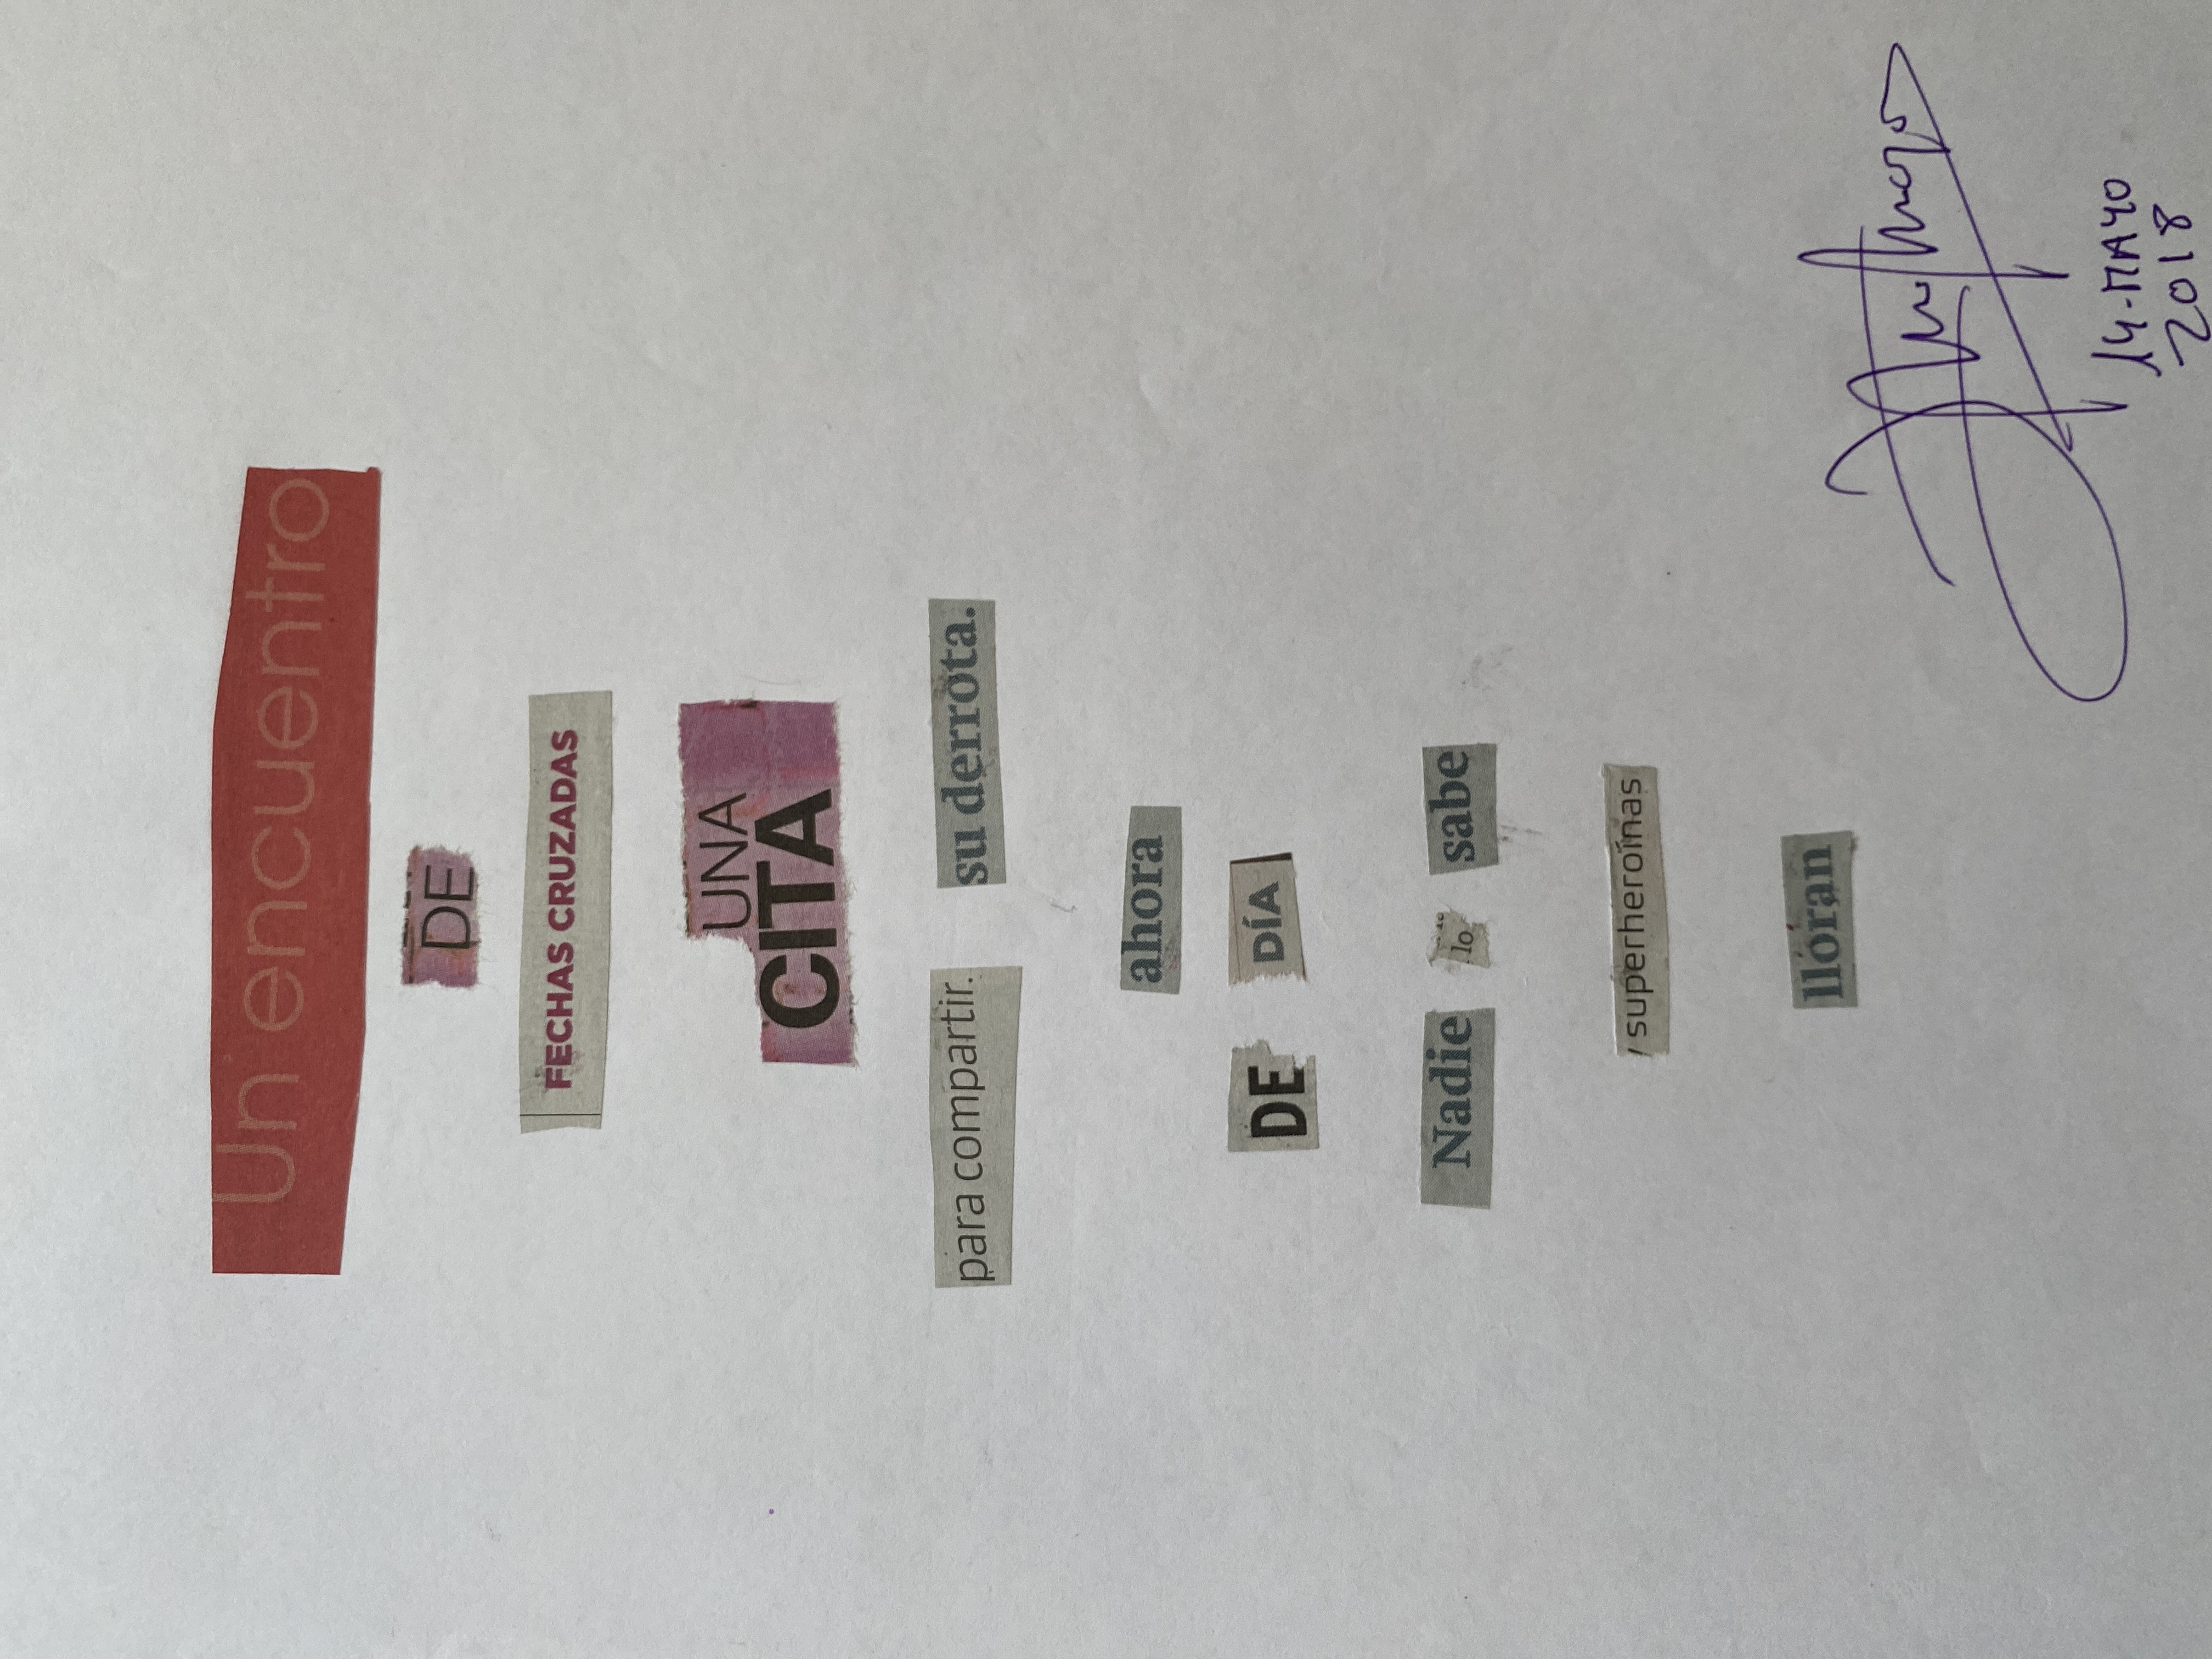 Un encuentro
DE
FECHAS CRUZADAS
UNA
CITA
para compartir. su derrota.
ahora
DE DÍA
Nadie lo sabe
superheroínas
lloran
14-MAYO
2018